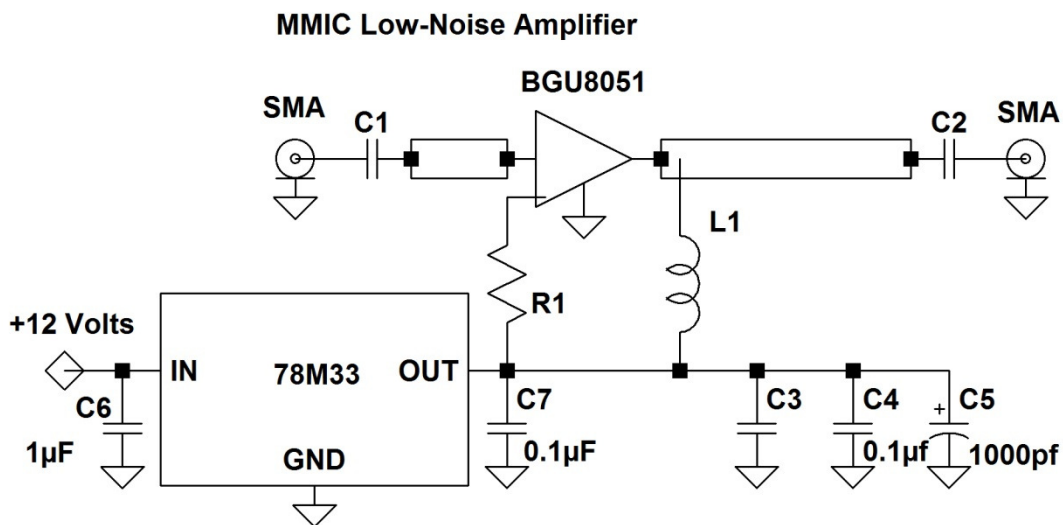 MMIC Low-Noise Amplifier
BGU8051
SMA
C1
C2
SMA
L1
R1
+12 Volts
IN
78M33
OUT
C6
1µF
GND
C7
0.1µF
C3
C4
0.1µf
+
C5
1000pf